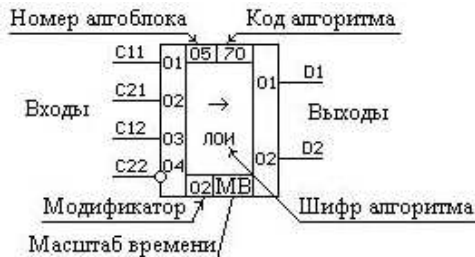 Номер алгоблока Код алгоритма
C11 01 05 70 01 D1
C21 02
Входы Выходы
C12 03 ЛОИ 02 D2
C22 04
02 МВ
Модификатор Шифр алгоритма
Масштаб времени